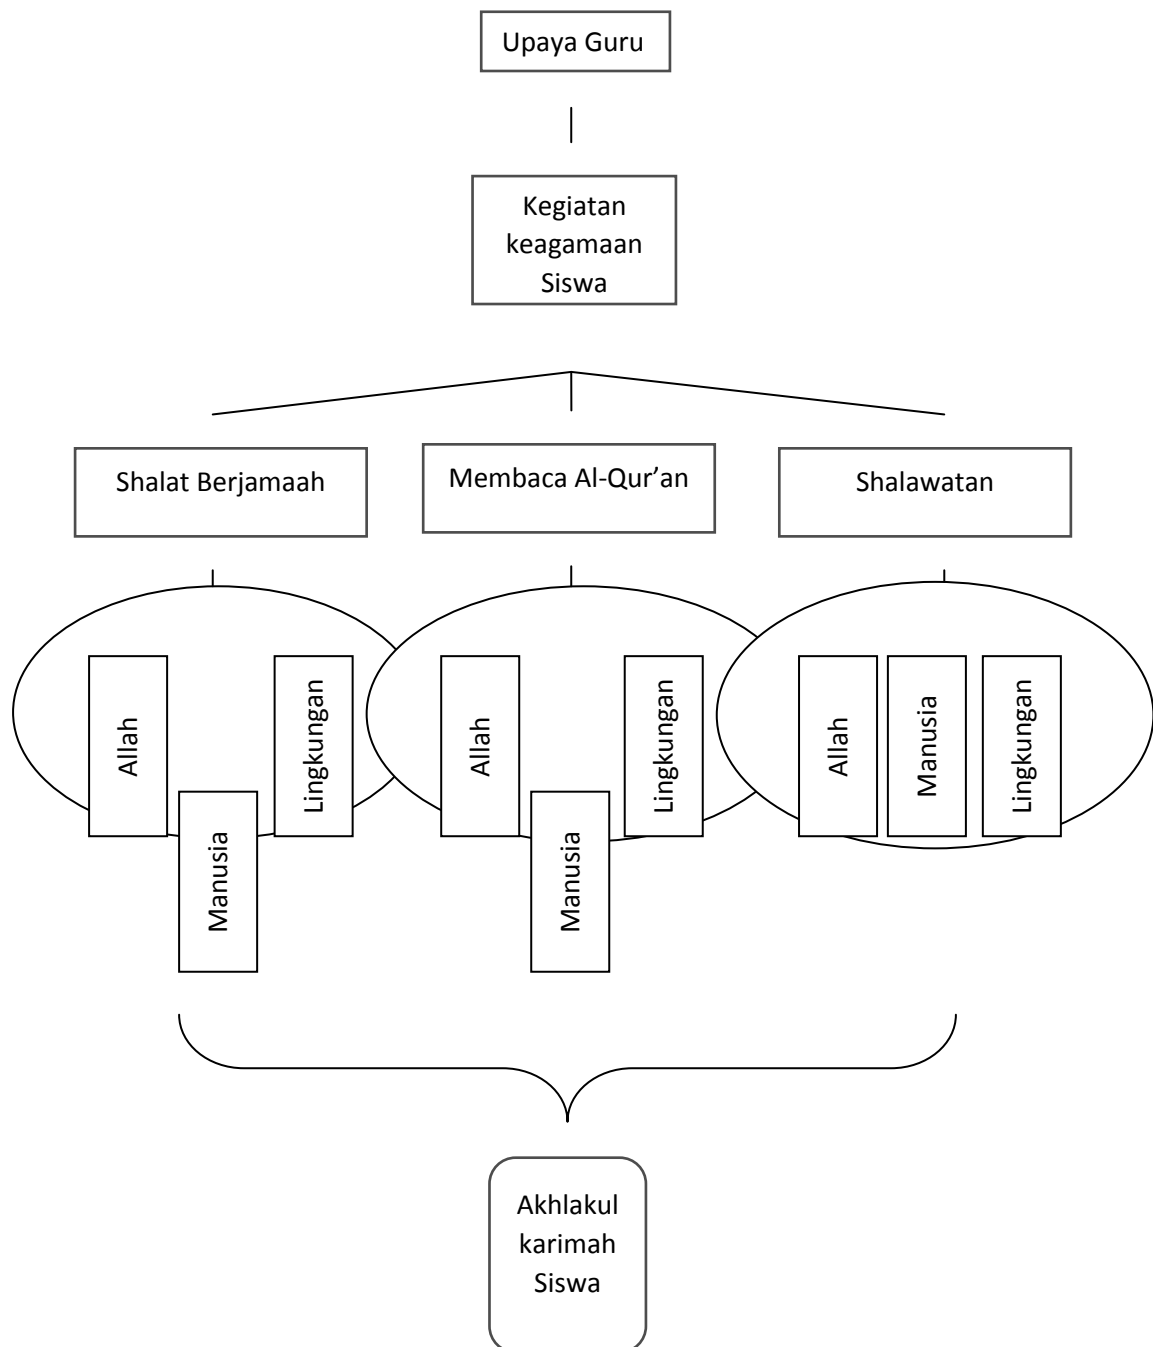 Upaya Guru
Kegiatan
keagamaan
Siswa
Shalat Berjamaah
Membaca Al-Qur’an
Shalawatan
Allah
Manusia
Lingkungan
Allah
Manusia
Lingkungan
Allah
Manusia
Lingkungan
Akhlakul
karimah
Siswa